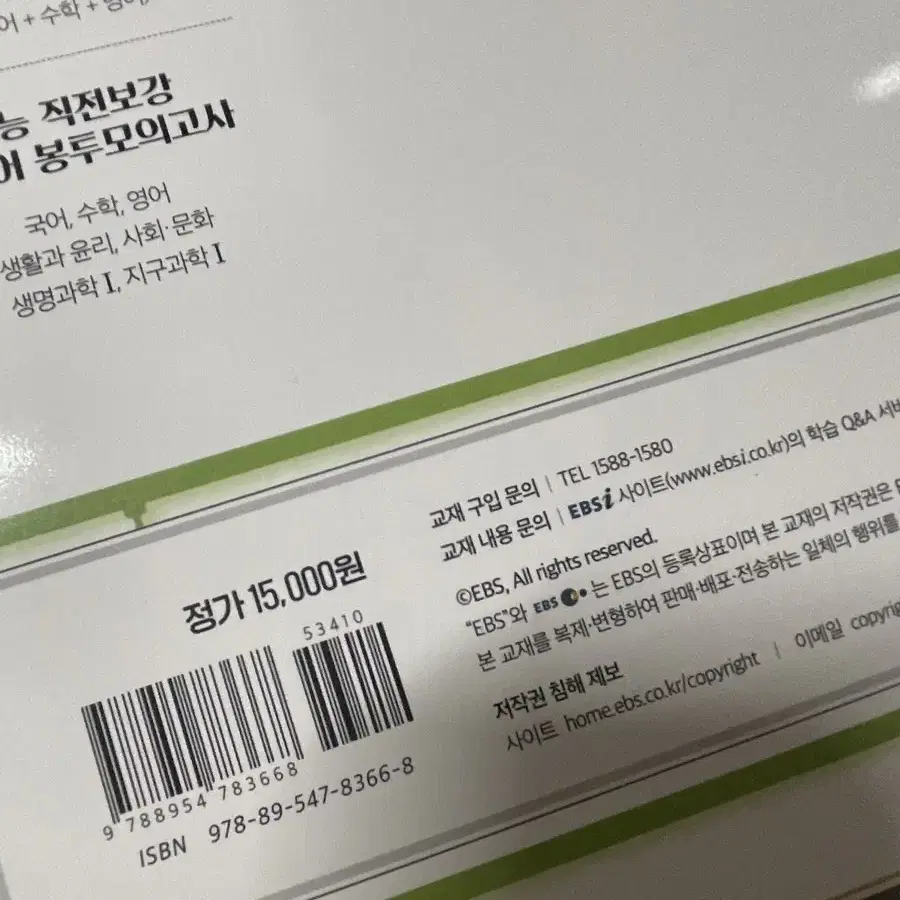 + 수학 + 영어
직전보강
봉투모의고사
국어, 수학, 영어
생활과 윤리, 사회·문화
생명과학 I, 지구과학 I
정가 15,000원
53410
9 788954 783668
ISBN 978-89-547-8366-8
교재 구입 문의 | TEL 1588-1580
교재 내용 문의 | EBSi 사이트(www.ebsi.co.kr)의 학습 Q&A
©EBS, All rights reserved.
"EBS"와 EBS 는 EBS의 등록상표이며 본 교재의 저작권은
본 교재를 복제·변형하여 판매·배포·전송하는 일체의 행위를
저작권 침해 제보
사이트 home.ebs.co.kr/copyright | 이메일